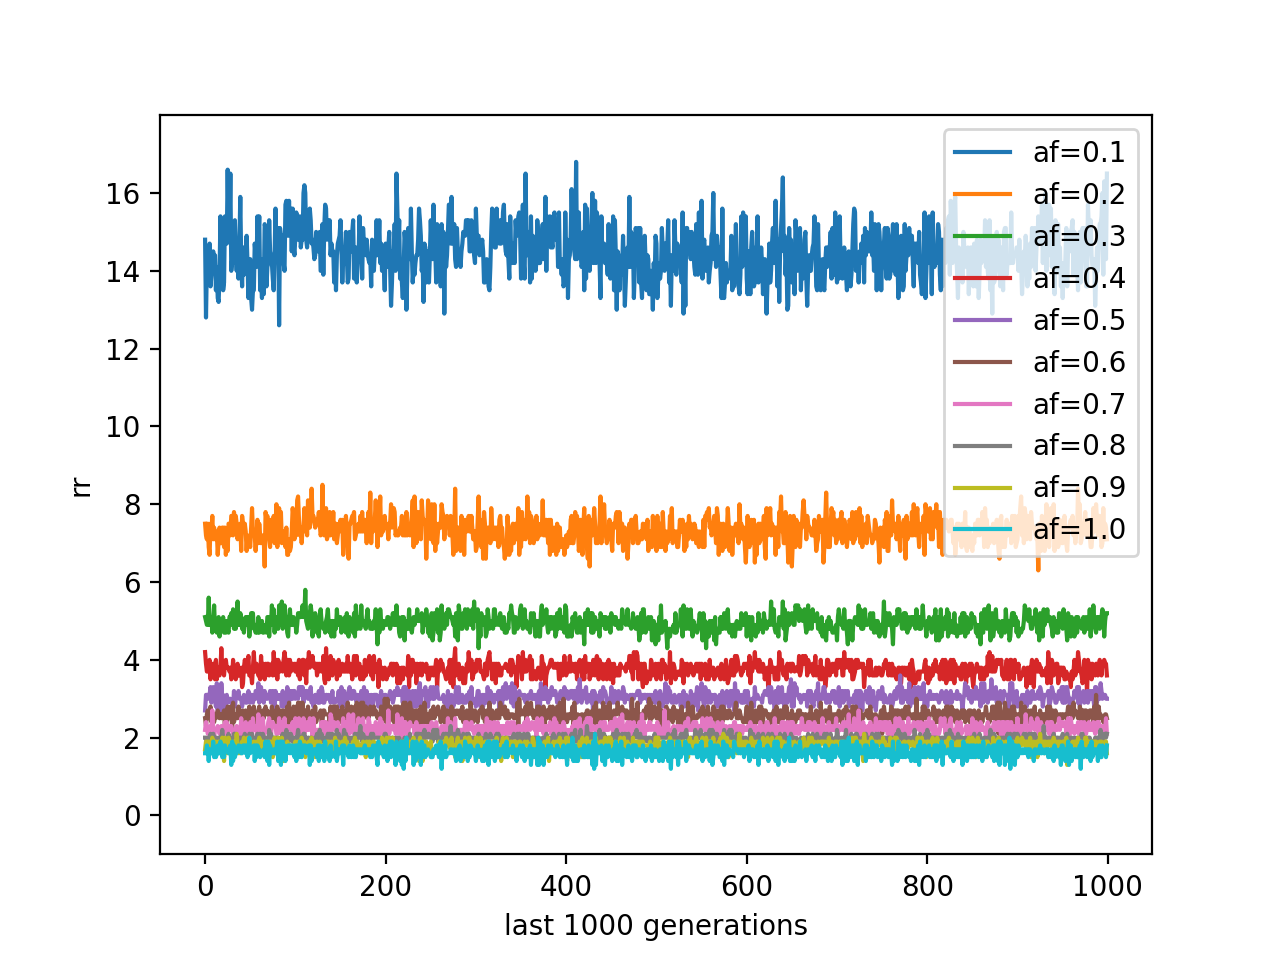 16
14
12
10
8
6
4
2
0
rr
0 200 400 600 800 1000
last 1000 generations
af=0.1
af=0.2
af=0.3
af=0.4
af=0.5
af=0.6
af=0.7
af=0.8
af=0.9
af=1.0